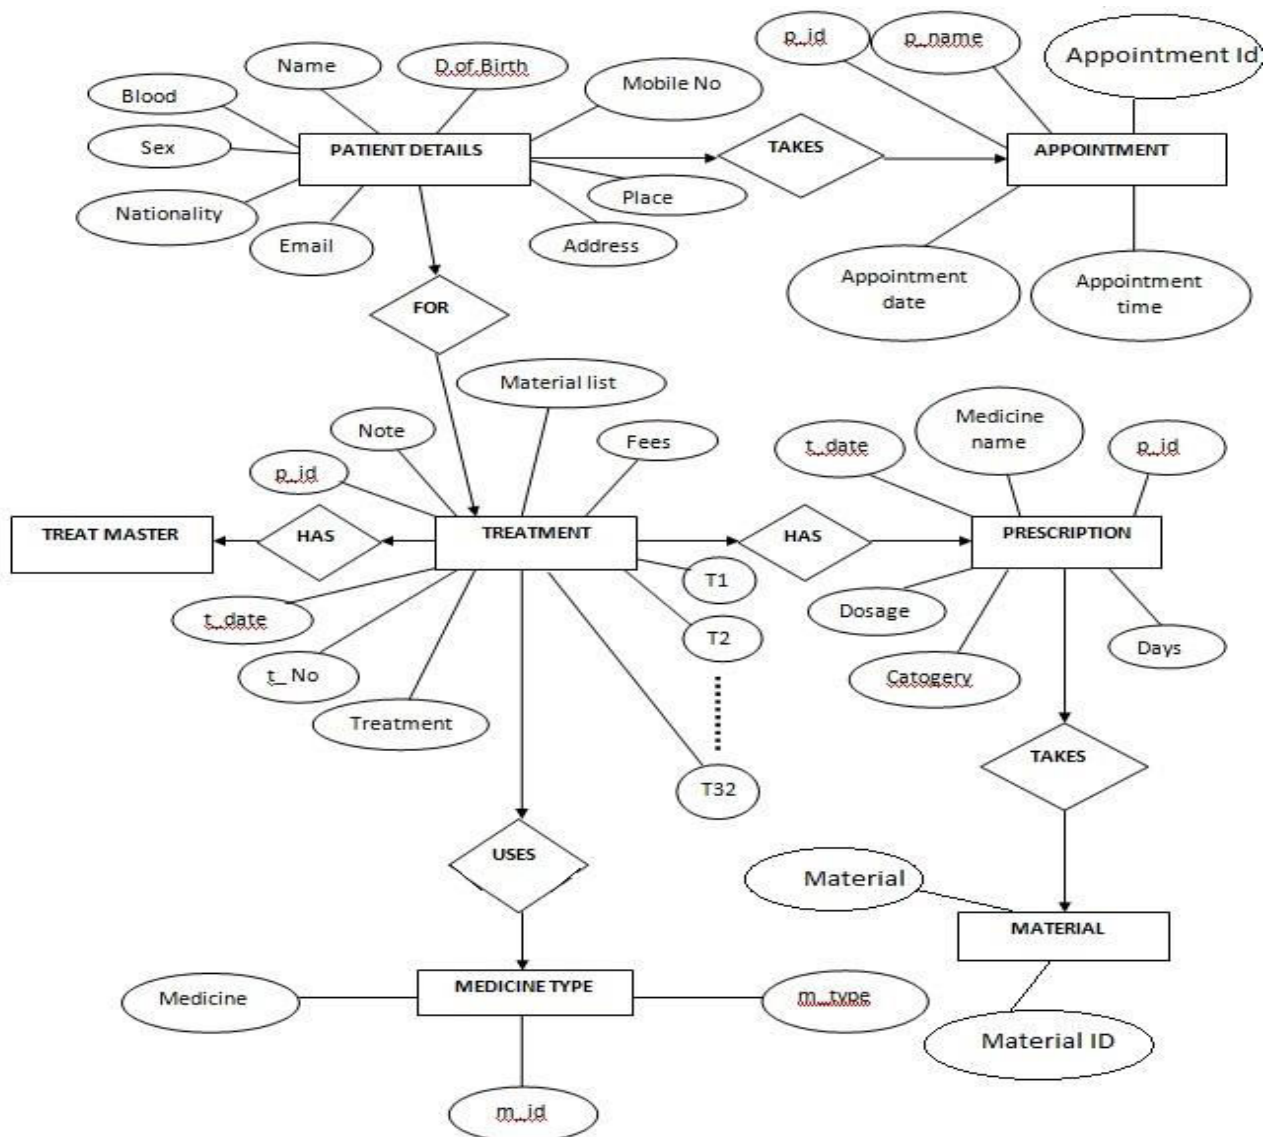 p_id
p_name
Appointment Id
Name
D.of Birth
Mobile No
Blood
Sex
PATIENT DETAILS
TAKES
APPOINTMENT
Nationality
Email
Place
Address
Appointment
date
Appointment
time
FOR
Material list
Note
Fees
p_id
t_date
Medicine
name
p_id
TREAT MASTER
HAS
TREATMENT
HAS
PRESCRIPTION
t_date
t_ No
Treatment
T1
T2
T32
Dosage
Catogery
Days
TAKES
USES
Material
MATERIAL
Material ID
Medicine
MEDICINE TYPE
m_type
m_id